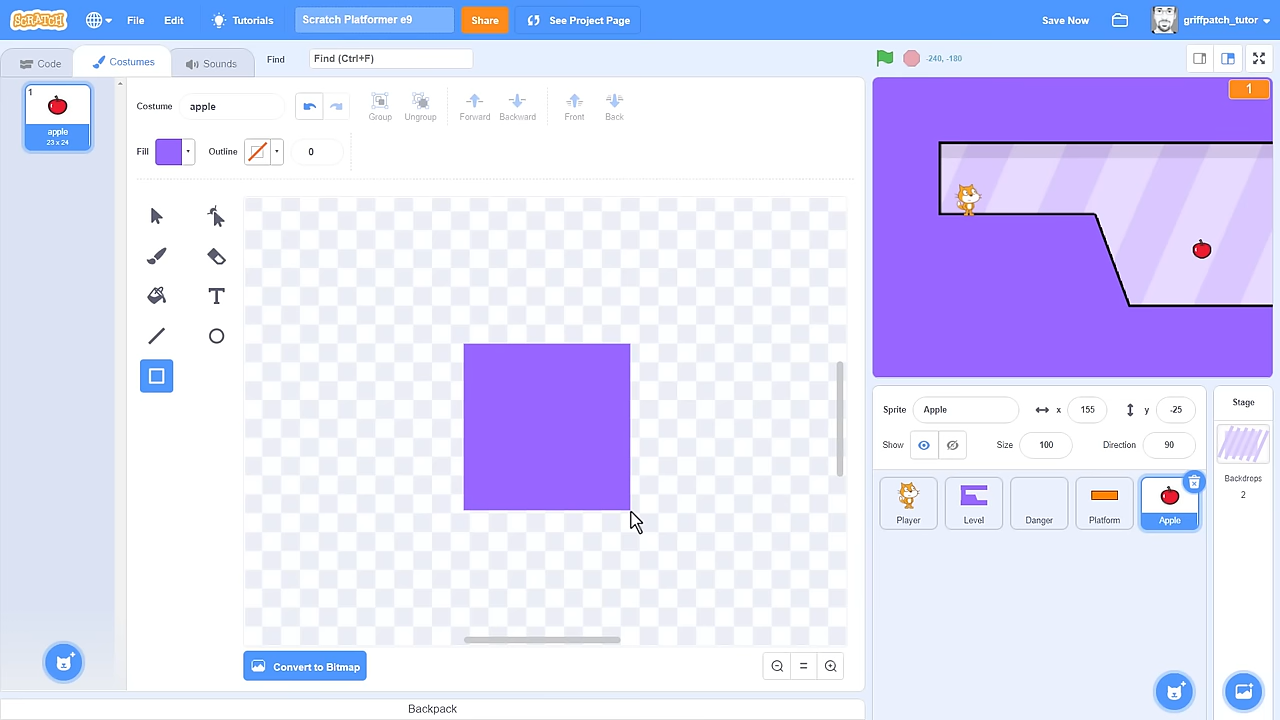 SCRATCH File Edit Tutorials Scratch Platformer e9 Share See Project Page Save Now griffpatch_tutor
Code Costumes Sounds Find Find (Ctrl+F) -240, -180
1
apple
23 x 24
Costume apple Group Ungroup Forward Backward Front Back
Fill Outline 0
T
1
Convert to Bitmap
Sprite Apple x 155 y -25
Show Size 100 Direction 90
Player Level Danger Platform Apple
Stage
Backdrops
2
Backpack